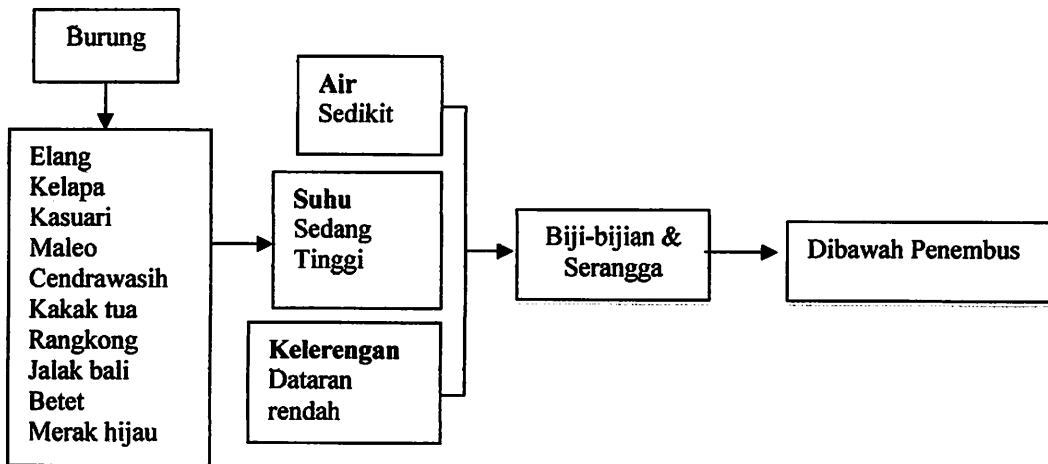 Burung
Elang
Kelapa
Kasuari
Maleo
Cendrawasih
Kakak tua
Rangkong
Jalak bali
Betet
Merak hijau
Air
Sedikit
Suhu
Sedang
Tinggi
Kelerengan
Dataran
rendah
Biji-bijian &
Serangga
Dibawah Penembus